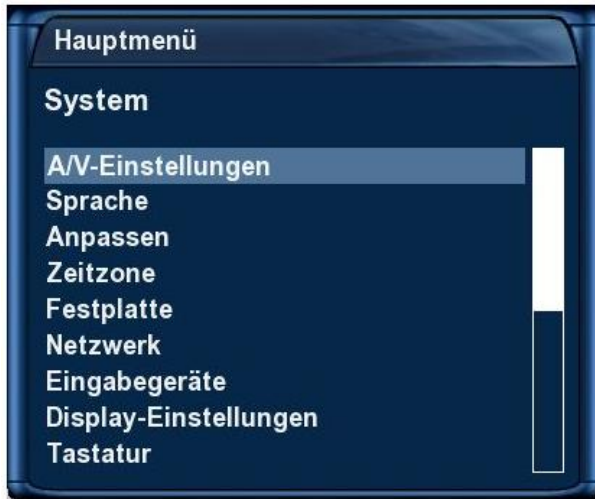 Hauptmenü
System
A/V-Einstellungen
Sprache
Anpassen
Zeitzone
Festplatte
Netzwerk
Eingabegeräte
Display-Einstellungen
Tastatur